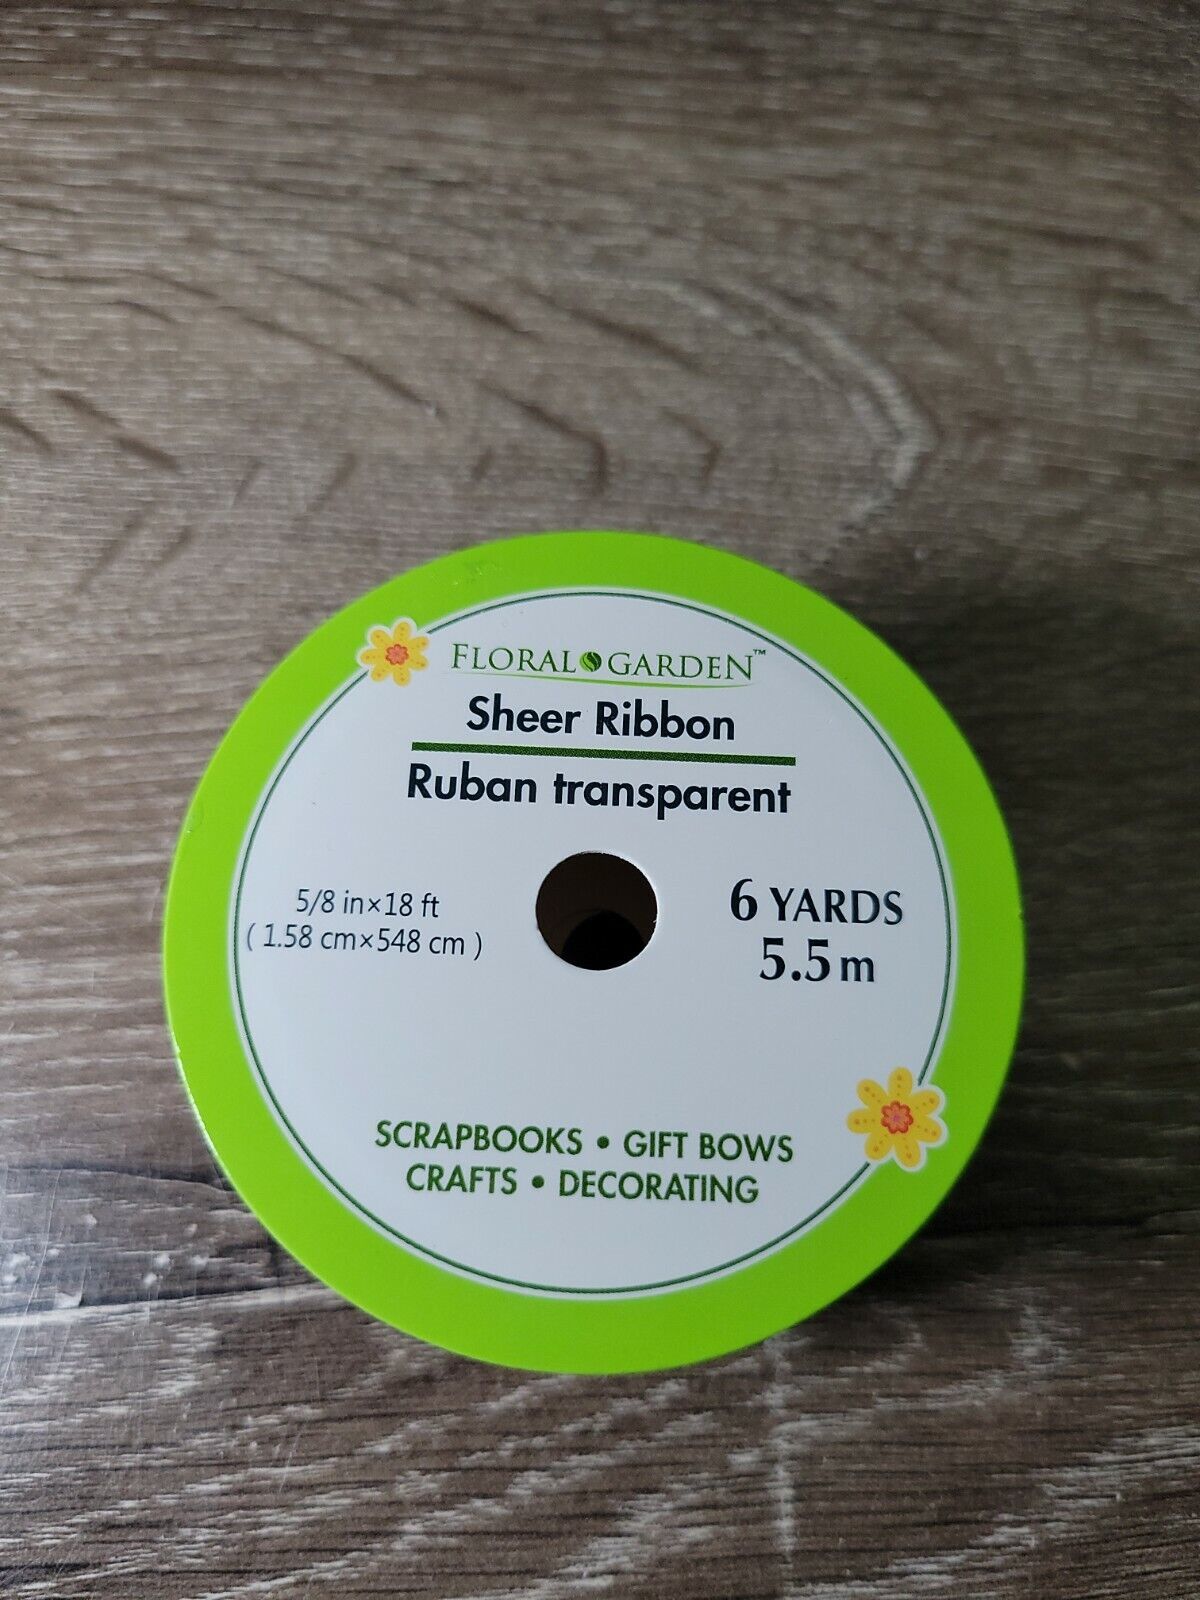 FLORAL GARDEN™
Sheer Ribbon
Ruban transparent
5/8 in×18 ft
( 1.58 cm×548 cm )
6 YARDS
5.5 m
SCRAPBOOKS • GIFT BOWS
CRAFTS • DECORATING